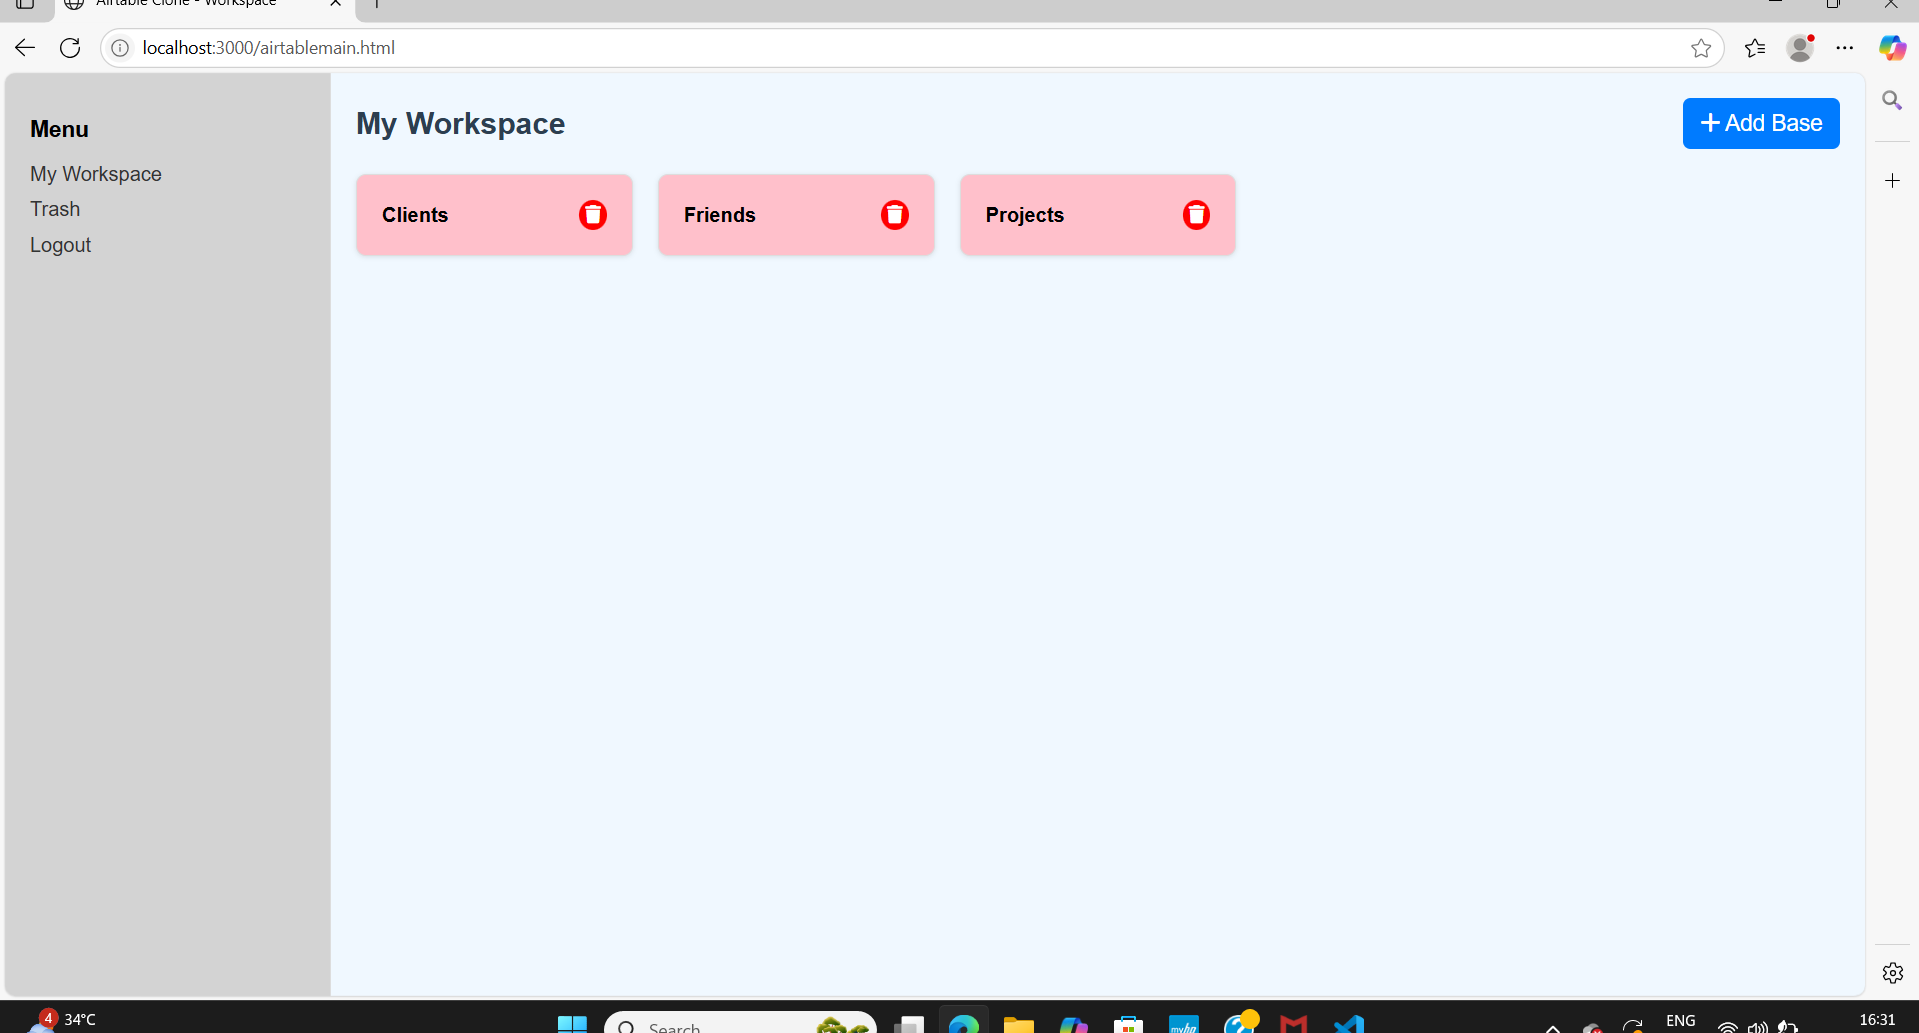 Airtable Clone - Workspace
localhost:3000/airtablemain.html
Menu
My Workspace
Trash
Logout
My Workspace
+ Add Base
Clients
Friends
Projects
4
34°C
Search
myhp
ENG
16:31